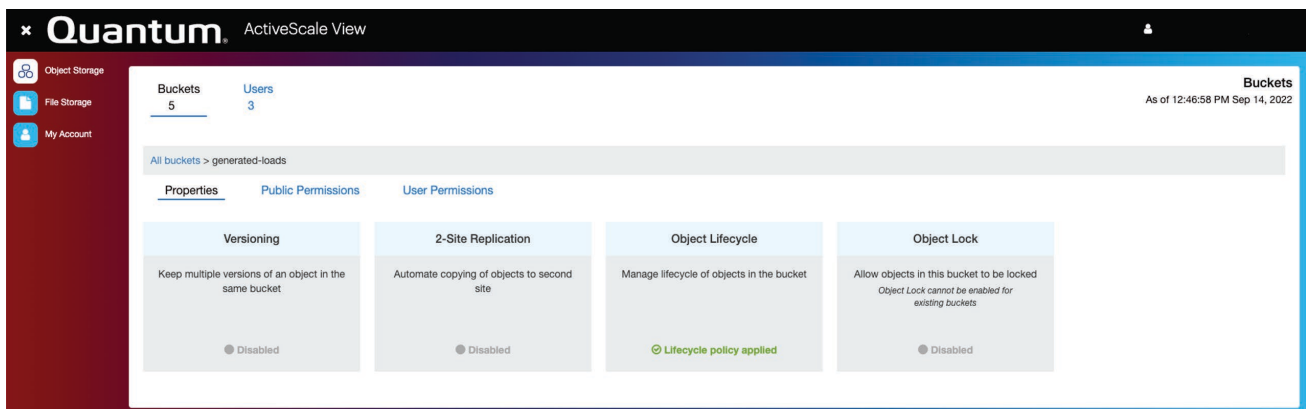 Quantum. ActiveScale View
Object Storage
File Storage
My Account
Buckets
5
Users
3
Buckets
As of 12:46:58 PM Sep 14, 2022
All buckets > generated-loads
Properties
Public Permissions
User Permissions
Versioning
Keep multiple versions of an object in the
same bucket
Disabled
2-Site Replication
Automate copying of objects to second
site
Disabled
Object Lifecycle
Manage lifecycle of objects in the bucket
Lifecycle policy applied
Object Lock
Allow objects in this bucket to be locked
Object Lock cannot be enabled for
existing buckets
Disabled